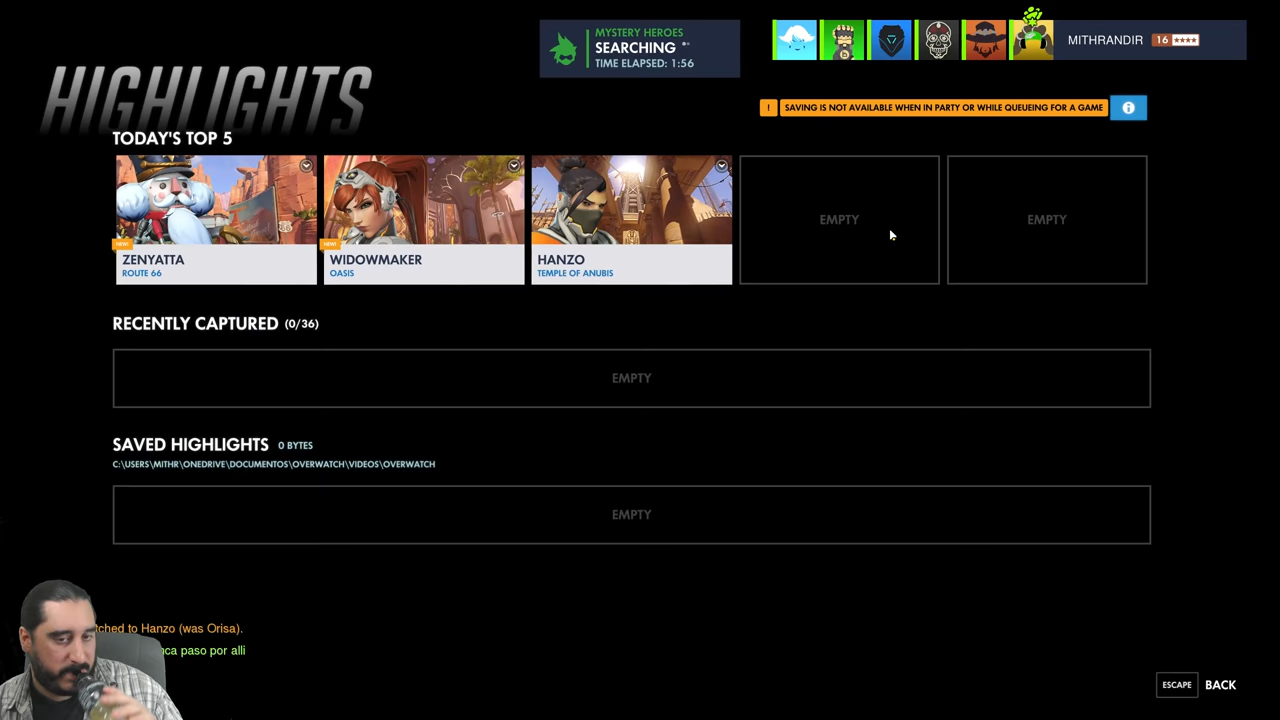 MYSTERY HEROES
SEARCHING
TIME ELAPSED: 1:56
MITHRANDIR 16
HIGHLIGHTS
! SAVING IS NOT AVAILABLE WHEN IN PARTY OR WHILE QUEUEING FOR A GAME
TODAY'S TOP 5
NEW!
ZENYATTA
ROUTE 66
NEW!
WIDOWMAKER
OASIS
HANZO
TEMPLE OF ANUBIS
EMPTY
EMPTY
RECENTLY CAPTURED (0/36)
EMPTY
SAVED HIGHLIGHTS 0 BYTES
C:\USERS\MITHR\ONEDRIVE\DOCUMENTOS\OVERWATCH\VIDEOS\OVERWATCH
EMPTY
tched to Hanzo (was Orisa).
nca paso por alli
ESCAPE BACK